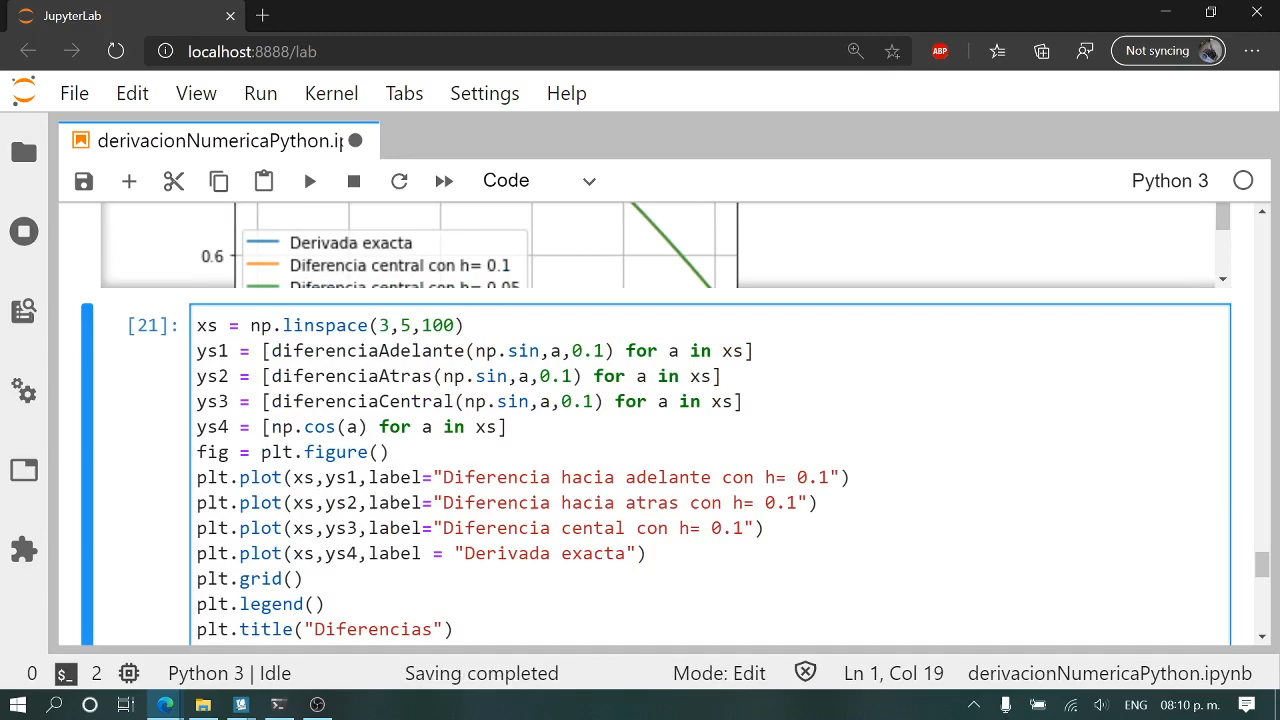 JupyterLab
localhost:8888/lab
ABP
Not syncing
File Edit View Run Kernel Tabs Settings Help
derivacionNumericaPython.ip
Code
Python 3
0.6
Derivada exacta
Diferencia central con h= 0.1
Diferencia central con h= 0.05
[21]:
xs = np.linspace(3,5,100)
ys1 = [diferenciaAdelante(np.sin,a,0.1) for a in xs]
ys2 = [diferenciaAtras(np.sin,a,0.1) for a in xs]
ys3 = [diferenciaCentral(np.sin,a,0.1) for a in xs]
ys4 = [np.cos(a) for a in xs]
fig = plt.figure()
plt.plot(xs,ys1,label="Diferencia hacia adelante con h= 0.1")
plt.plot(xs,ys2,label="Diferencia hacia atras con h= 0.1")
plt.plot(xs,ys3,label="Diferencia cental con h= 0.1")
plt.plot(xs,ys4,label = "Derivada exacta")
plt.grid()
plt.legend()
plt.title("Diferencias")
0 $_ 2 Python 3 | Idle Saving completed Mode: Edit Ln 1, Col 19 derivacionNumericaPython.ipynb
ENG 08:10 p. m.